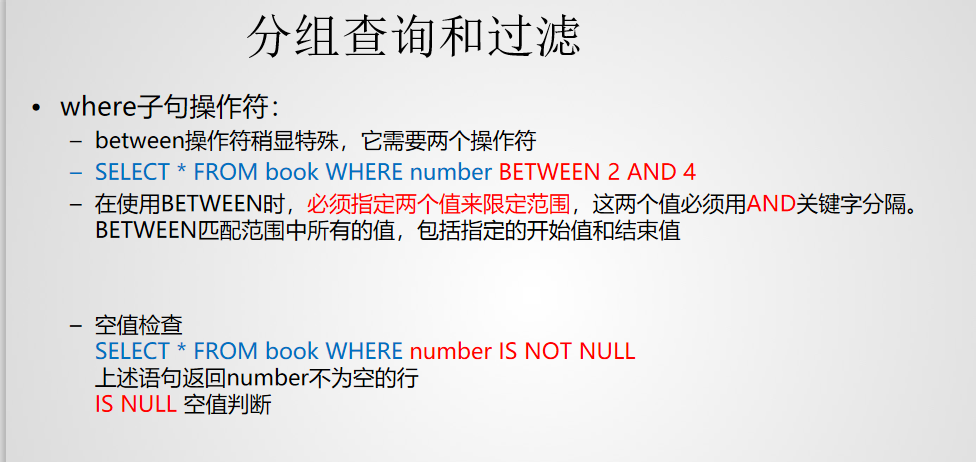 分组查询和过滤
• where子句操作符：
– between操作符稍显特殊，它需要两个操作符
– SELECT * FROM book WHERE number BETWEEN 2 AND 4
– 在使用BETWEEN时，必须指定两个值来限定范围，这两个值必须用AND关键字分隔。
BETWEEN匹配范围中所有的值，包括指定的开始值和结束值
– 空值检查
SELECT * FROM book WHERE number IS NOT NULL
上述语句返回number不为空的行
IS NULL 空值判断